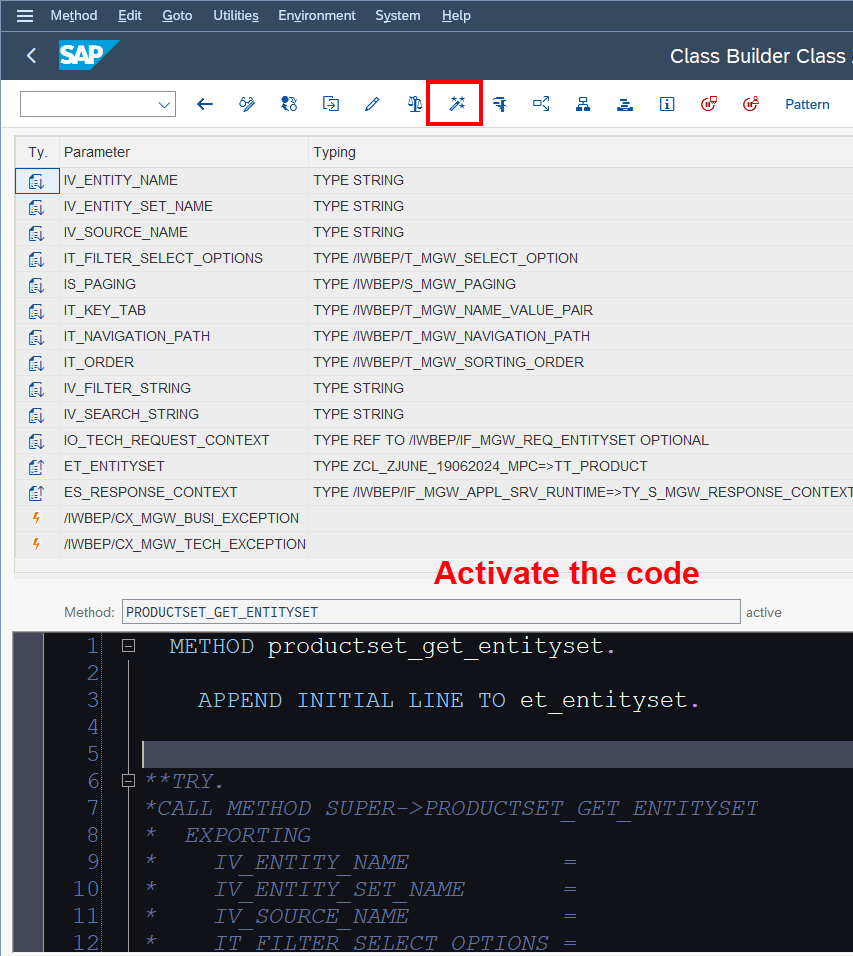 Method Edit Goto Utilities Environment System Help
SAP Class Builder Class
Pattern
Ty. Parameter Typing
IV_ENTITY_NAME TYPE STRING
IV_ENTITY_SET_NAME TYPE STRING
IV_SOURCE_NAME TYPE STRING
IT_FILTER_SELECT_OPTIONS TYPE /IWBEP/T_MGW_SELECT_OPTION
IS_PAGING TYPE /IWBEP/S_MGW_PAGING
IT_KEY_TAB TYPE /IWBEP/T_MGW_NAME_VALUE_PAIR
IT_NAVIGATION_PATH TYPE /IWBEP/T_MGW_NAVIGATION_PATH
IT_ORDER TYPE /IWBEP/T_MGW_SORTING_ORDER
IV_FILTER_STRING TYPE STRING
IV_SEARCH_STRING TYPE STRING
IO_TECH_REQUEST_CONTEXT TYPE REF TO /IWBEP/IF_MGW_REQ_ENTITYSET OPTIONAL
ET_ENTITYSET TYPE ZCL_ZJUNE_19062024_MPC=>TT_PRODUCT
ES_RESPONSE_CONTEXT TYPE /IWBEP/IF_MGW_APPL_SRV_RUNTIME=>TY_S_MGW_RESPONSE_CONTEXT
/IWBEP/CX_MGW_BUSI_EXCEPTION
/IWBEP/CX_MGW_TECH_EXCEPTION
Activate the code
Method: PRODUCTSET_GET_ENTITYSET active
1 METHOD productset_get_entityset.
2
3 APPEND INITIAL LINE TO et_entityset.
4
5
6 **TRY.
7 *CALL METHOD SUPER->PRODUCTSET_GET_ENTITYSET
8 * EXPORTING
9 * IV_ENTITY_NAME =
10 * IV_ENTITY_SET_NAME =
11 * IV_SOURCE_NAME =
12 * IT_FILTER_SELECT_OPTIONS =